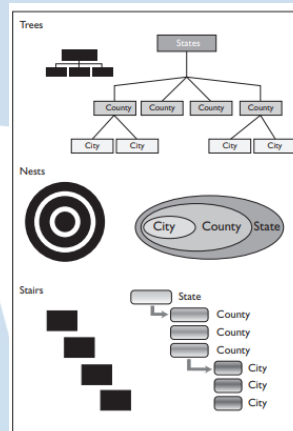 Trees
States
County County County County
City City City City
Nests
City County State
Stairs
State
County
County
County
City
City
City